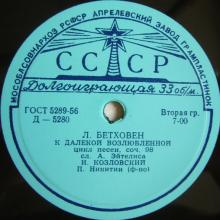 МОСОБЛСОВНАРХОЗ РСФСР АПРЕЛЕВСКИЙ ЗАВОД ГРАМПЛАСТИНОК
СССР
Долгоиграющая 33 об/м.
ГОСТ 5289-56
Вторая гр.
Д — 5280
7-00
Л. БЕТХОВЕН
К ДАЛЕКОЙ ВОЗЛЮБЛЕННОЙ
цикл песен, соч. 98
сл. А. Эйтелиса
И. КОЗЛОВСКИЙ
П. Никитин (ф-но)